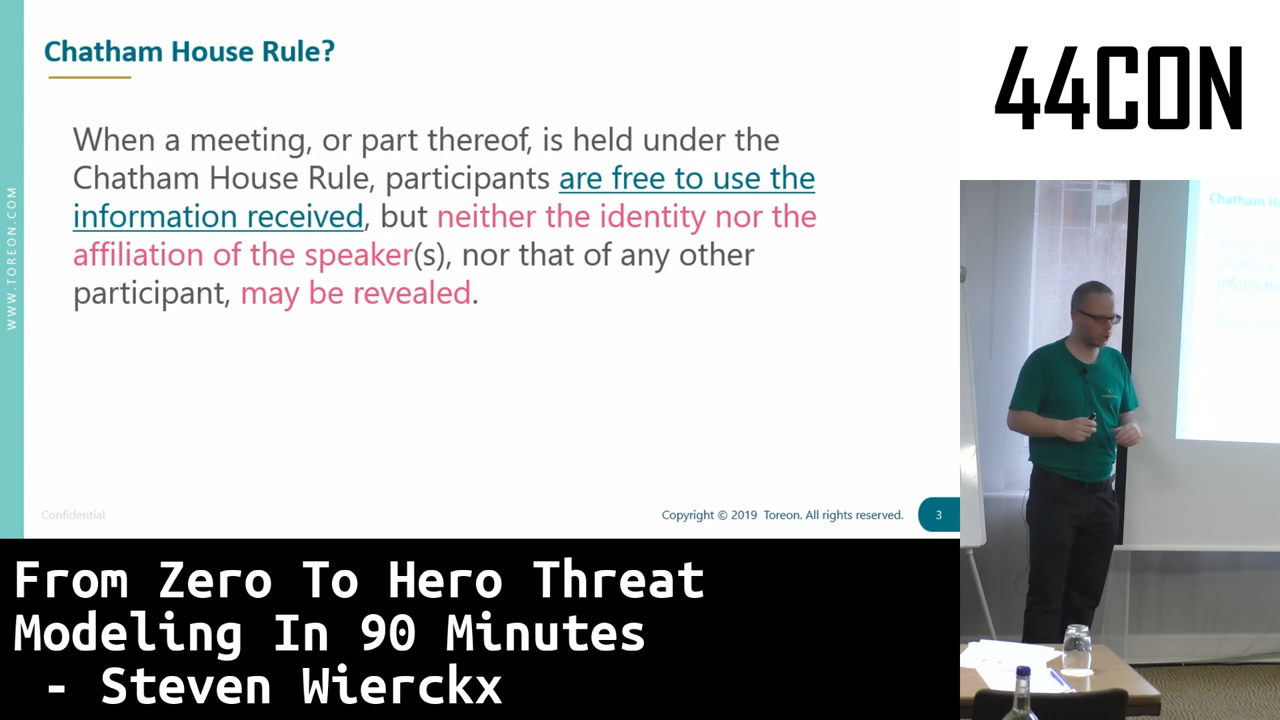 Chatham House Rule?
When a meeting, or part thereof, is held under the
Chatham House Rule, participants are free to use the
information received, but neither the identity nor the
affiliation of the speaker(s), nor that of any other
participant, may be revealed.
WWW.TOREON.COM
Confidential
Copyright © 2019 Toreon. All rights reserved.
3
44CON
Chatham H
informati
From Zero To Hero Threat
Modeling In 90 Minutes
- Steven Wierckx